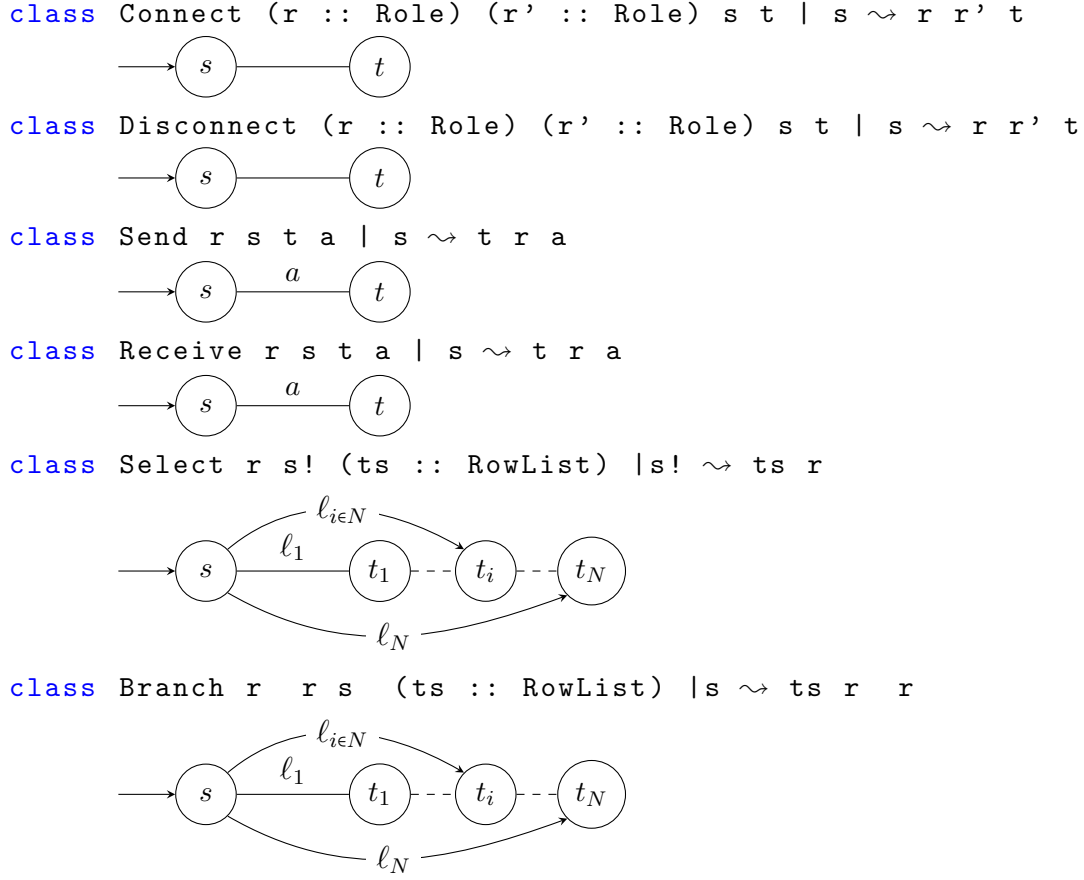 class Connect (r :: Role) (r' :: Role) s t | s ⇝ r r' t
s t
class Disconnect (r :: Role) (r' :: Role) s t | s ⇝ r r' t
s t
class Send r s t a | s ⇝ t r a
a
s t
class Receive r s t a | s ⇝ t r a
a
s t
class Select r s! (ts :: RowList) |s! ⇝ ts r
ℓ_{i∈N}
ℓ_1
s t_1 t_i t_N
ℓ_N
class Branch r  r s  (ts :: RowList) |s ⇝ ts r  r
ℓ_{i∈N}
ℓ_1
s t_1 t_i t_N
ℓ_N